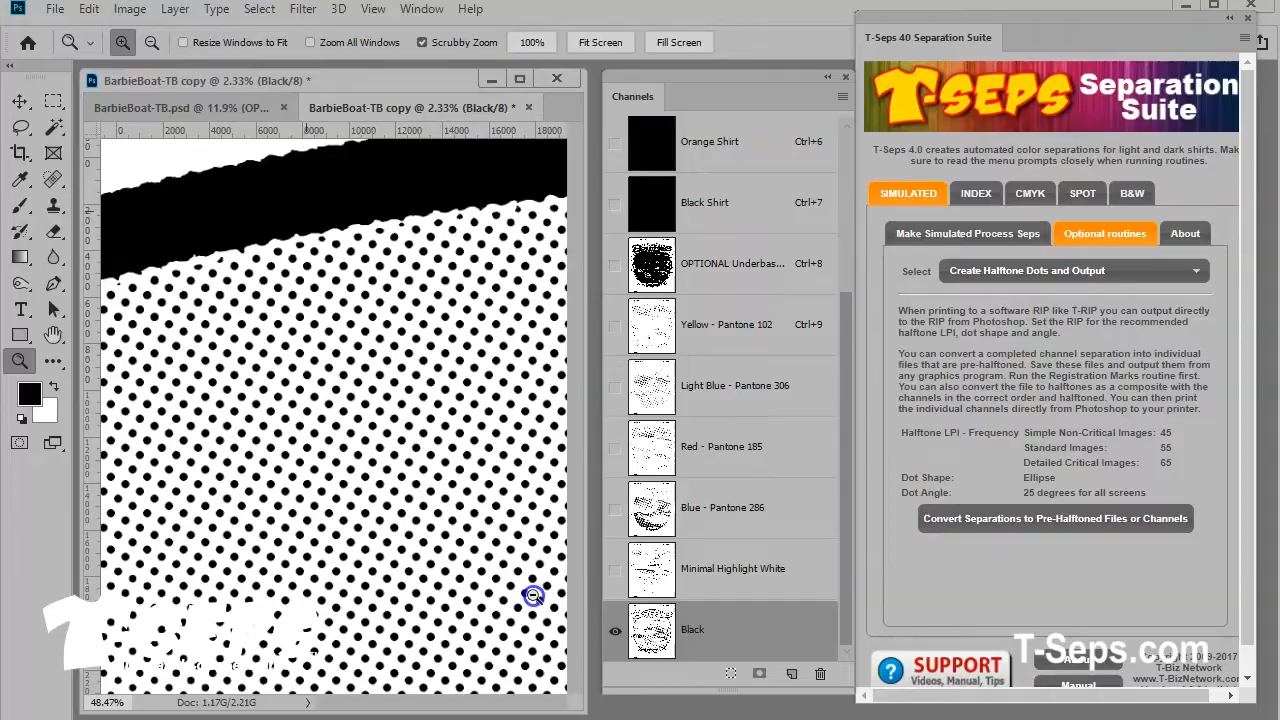 Ps File Edit Image Layer Type Select Filter 3D View Window Help
Resize Windows to Fit Zoom All Windows Scrubby Zoom 100% Fit Screen Fill Screen
BarbieBoat-TB copy @ 2.33% (Black/8) *
BarbieBoat-TB.psd @ 11.9% (OP... BarbieBoat-TB copy @ 2.33% (Black/8) *
0 2000 4000 6000 8000 10000 12000 14000 16000 18000
48.47% Doc: 1.17G/2.21G
Channels
Orange Shirt Ctrl+6
Black Shirt Ctrl+7
OPTIONAL Underbas... Ctrl+8
Yellow - Pantone 102 Ctrl+9
Light Blue - Pantone 306
Red - Pantone 185
Blue - Pantone 286
Minimal Highlight White
Black
T-Seps 40 Separation Suite
T-SEPS Separation
Suite
T-Seps 4.0 creates automated color separations for light and dark shirts. Mak
sure to read the menu prompts closely when running routines.
SIMULATED INDEX CMYK SPOT B&W
Make Simulated Process Seps Optional routines About
Select Create Halftone Dots and Output
When printing to a software RIP like T-RIP you can output directly
to the RIP from Photoshop. Set the RIP for the recommended
halftone LPI, dot shape and angle.
You can convert a completed channel separation into individual
files that are pre-halftoned. Save these files and output them from
any graphics program. Run the Registration Marks routine first.
You can also convert the file to halftones as a composite with the
channels in the correct order and halftoned. You can then print
the individual channels directly from Photoshop to your printer.
Halftone LPI - Frequency Simple Non-Critical Images: 45
Standard Images: 55
Detailed Critical Images: 65
Dot Shape: Ellipse
Dot Angle: 25 degrees for all screens
Convert Separations to Pre-Halftoned Files or Channels
T-Seps.com
? SUPPORT
Videos, Manual, Tips
Manual
2009-2017
T-Biz Network
www.T-BizNetwork